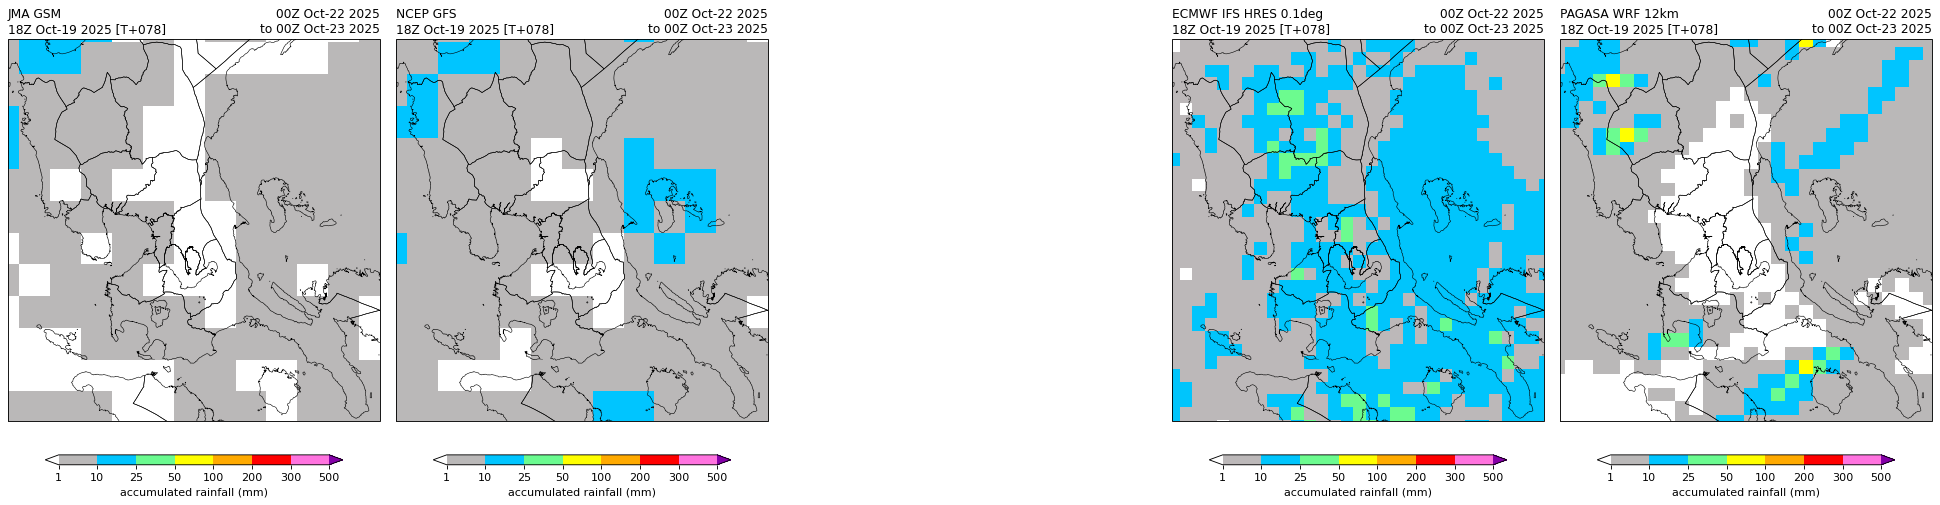 JMA GSM 00Z Oct-22 2025
18Z Oct-19 2025 [T+078] to 00Z Oct-23 2025
1 10 25 50 100 200 300 500
accumulated rainfall (mm)
NCEP GFS 00Z Oct-22 2025
18Z Oct-19 2025 [T+078] to 00Z Oct-23 2025
1 10 25 50 100 200 300 500
accumulated rainfall (mm)
ECMWF IFS HRES 0.1deg 00Z Oct-22 2025
18Z Oct-19 2025 [T+078] to 00Z Oct-23 2025
1 10 25 50 100 200 300 500
accumulated rainfall (mm)
PAGASA WRF 12km 00Z Oct-22 2025
18Z Oct-19 2025 [T+078] to 00Z Oct-23 2025
1 10 25 50 100 200 300 500
accumulated rainfall (mm)